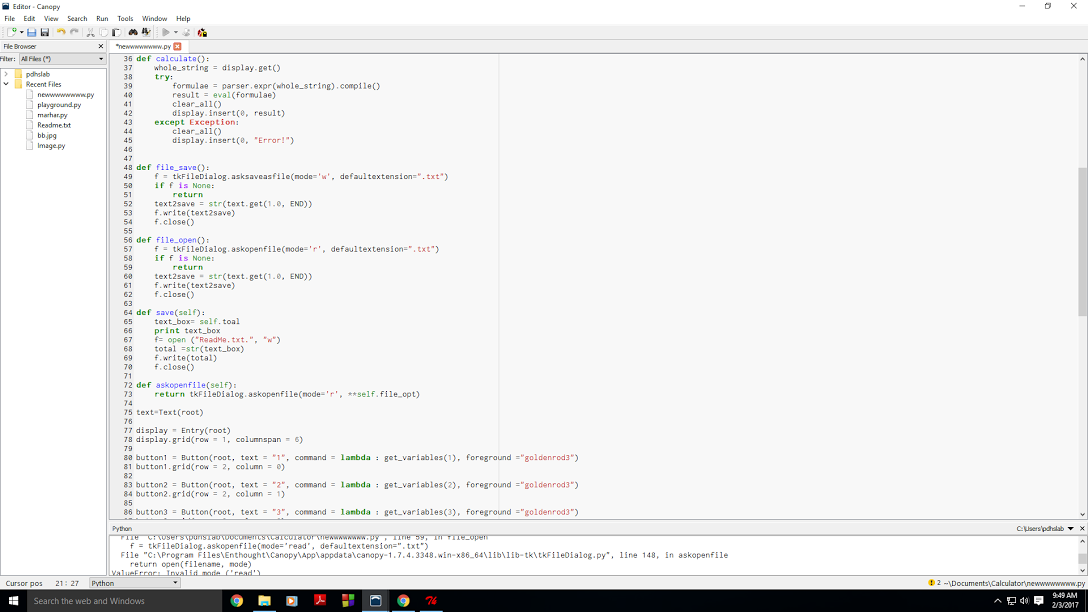 Editor - Canopy
File Edit View Search Run Tools Window Help
File Browser
*newwwwwwww.py
Filter: All Files (*)
pdhslab
Recent Files
newwwwwwww.py
playground.py
marhar.py
Readme.txt
bb.jpg
Image.py
36 def calculate():
37 whole_string = display.get()
38 try:
39 formulae = parser.expr(whole_string).compile()
40 result = eval(formulae)
41 clear_all()
42 display.insert(0, result)
43 except Exception:
44 clear_all()
45 display.insert(0, "Error!")
46
47
48 def file_save():
49 f = tkFileDialog.asksaveasfile(mode='w', defaultextension=".txt")
50 if f is None:
51 return
52 text2save = str(text.get(1.0, END))
53 f.write(text2save)
54 f.close()
55
56 def file_open():
57 f = tkFileDialog.askopenfile(mode='r', defaultextension=".txt")
58 if f is None:
59 return
60 text2save = str(text.get(1.0, END))
61 f.write(text2save)
62 f.close()
63
64 def save(self):
65 text_box= self.toal
66 print text_box
67 f= open ("ReadMe.txt.", "w")
68 total =str(text_box)
69 f.write(total)
70 f.close()
71
72 def askopenfile(self):
73 return tkFileDialog.askopenfile(mode='r', **self.file_opt)
74
75 text=Text(root)
76
77 display = Entry(root)
78 display.grid(row = 1, columnspan = 6)
79
80 button1 = Button(root, text = "1", command = lambda : get_variables(1), foreground ="goldenrod3")
81 button1.grid(row = 2, column = 0)
82
83 button2 = Button(root, text = "2", command = lambda : get_variables(2), foreground ="goldenrod3")
84 button2.grid(row = 2, column = 1)
85
86 button3 = Button(root, text = "3", command = lambda : get_variables(3), foreground ="goldenrod3")
Python
C:\Users\pdhslab
File "C:\Users\pdhslab\Documents\Calculator\newwwwwwww.py", line 59, in file_open
f = tkFileDialog.askopenfile(mode='read', defaultextension=".txt")
File "C:\Program Files\Enthought\Canopy\App\appdata\canopy-1.7.4.3348.win-x86_64\lib\lib-tk\tkFileDialog.py", line 148, in askopenfile
return open(filename, mode)
ValueError: Invalid mode ('read')
Cursor pos 21 : 27 Python
2 ~\Documents\Calculator\newwwwwwww.py
Search the web and Windows
9:49 AM
2/3/2017